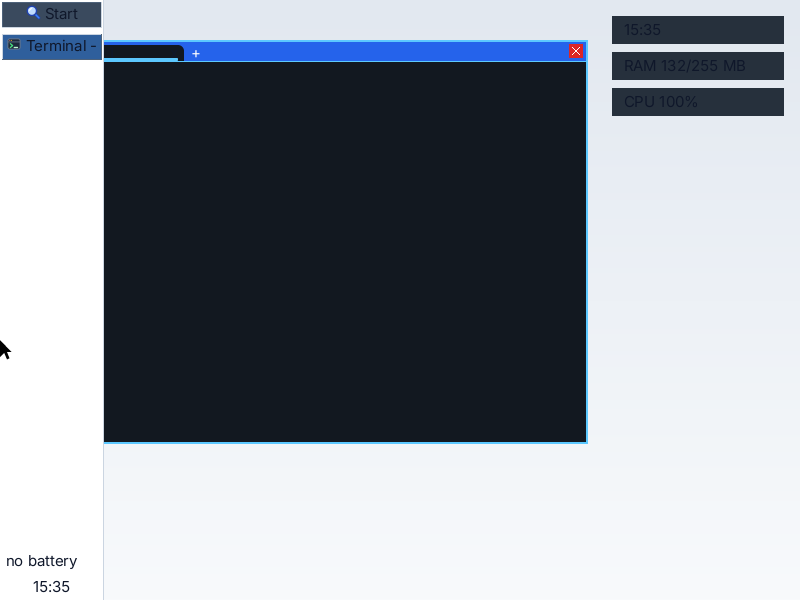 Start
Terminal -
+
15:35
RAM 132/255 MB
CPU 100%
no battery
15:35